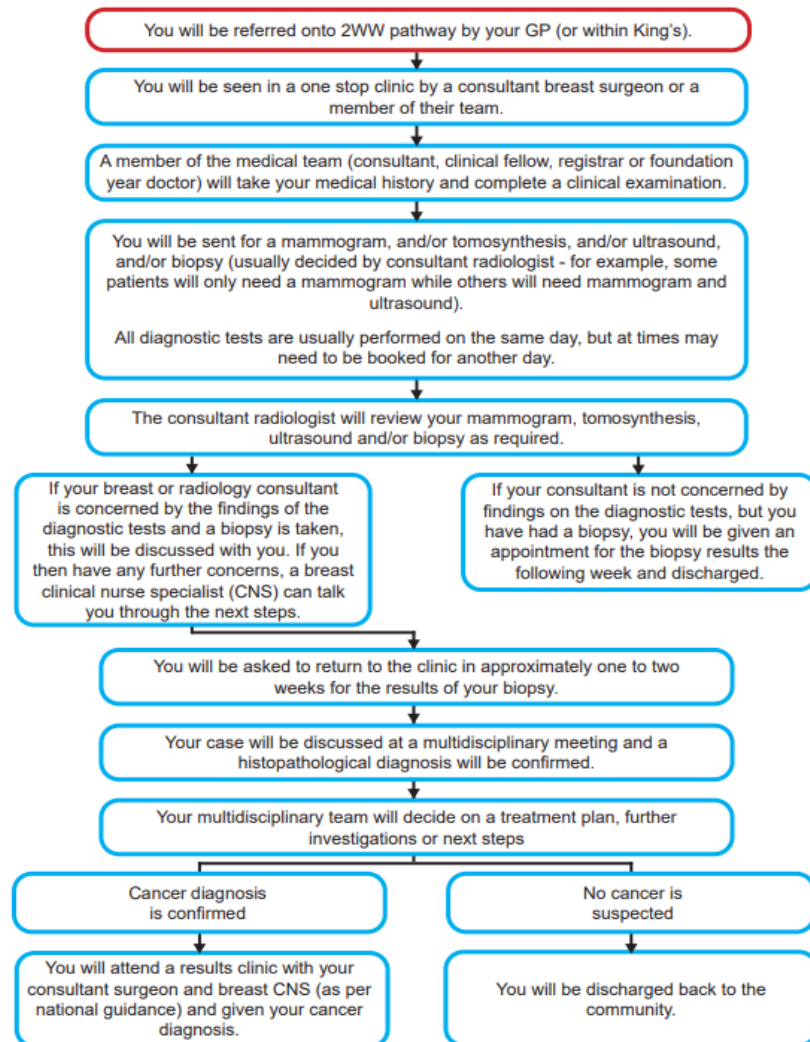 You will be referred onto 2WW pathway by your GP (or within King's).
You will be seen in a one stop clinic by a consultant breast surgeon or a
member of their team.
A member of the medical team (consultant, clinical fellow, registrar or foundation
year doctor) will take your medical history and complete a clinical examination.
You will be sent for a mammogram, and/or tomosynthesis, and/or ultrasound,
and/or biopsy (usually decided by consultant radiologist - for example, some
patients will only need a mammogram while others will need mammogram and
ultrasound).
All diagnostic tests are usually performed on the same day, but at times may
need to be booked for another day.
The consultant radiologist will review your mammogram, tomosynthesis,
ultrasound and/or biopsy as required.
If your breast or radiology consultant
is concerned by the findings of the
diagnostic tests and a biopsy is taken,
this will be discussed with you. If you
then have any further concerns, a breast
clinical nurse specialist (CNS) can talk
you through the next steps.
If your consultant is not concerned by
findings on the diagnostic tests, but you
have had a biopsy, you will be given an
appointment for the biopsy results the
following week and discharged.
You will be asked to return to the clinic in approximately one to two
weeks for the results of your biopsy.
Your case will be discussed at a multidisciplinary meeting and a
histopathological diagnosis will be confirmed.
Your multidisciplinary team will decide on a treatment plan, further
investigations or next steps
Cancer diagnosis
is confirmed
No cancer is
suspected
You will attend a results clinic with your
consultant surgeon and breast CNS (as per
national guidance) and given your cancer
diagnosis.
You will be discharged back to the
community.